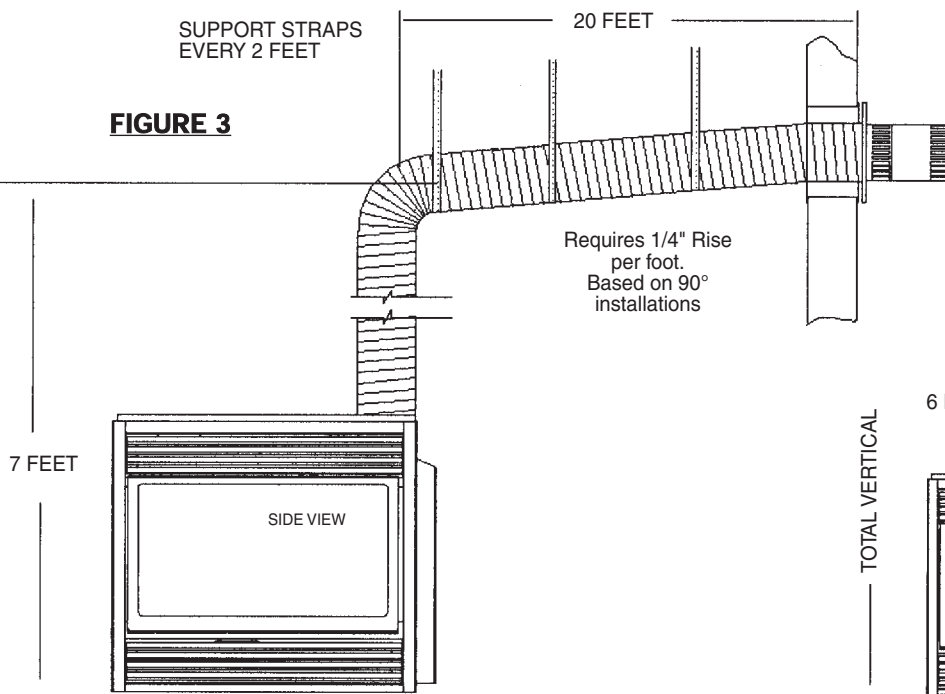 SUPPORT STRAPS
EVERY 2 FEET
20 FEET
FIGURE 3
Requires 1/4" Rise
per foot.
Based on 90°
installations
7 FEET
SIDE VIEW
TOTAL VERTICAL
6